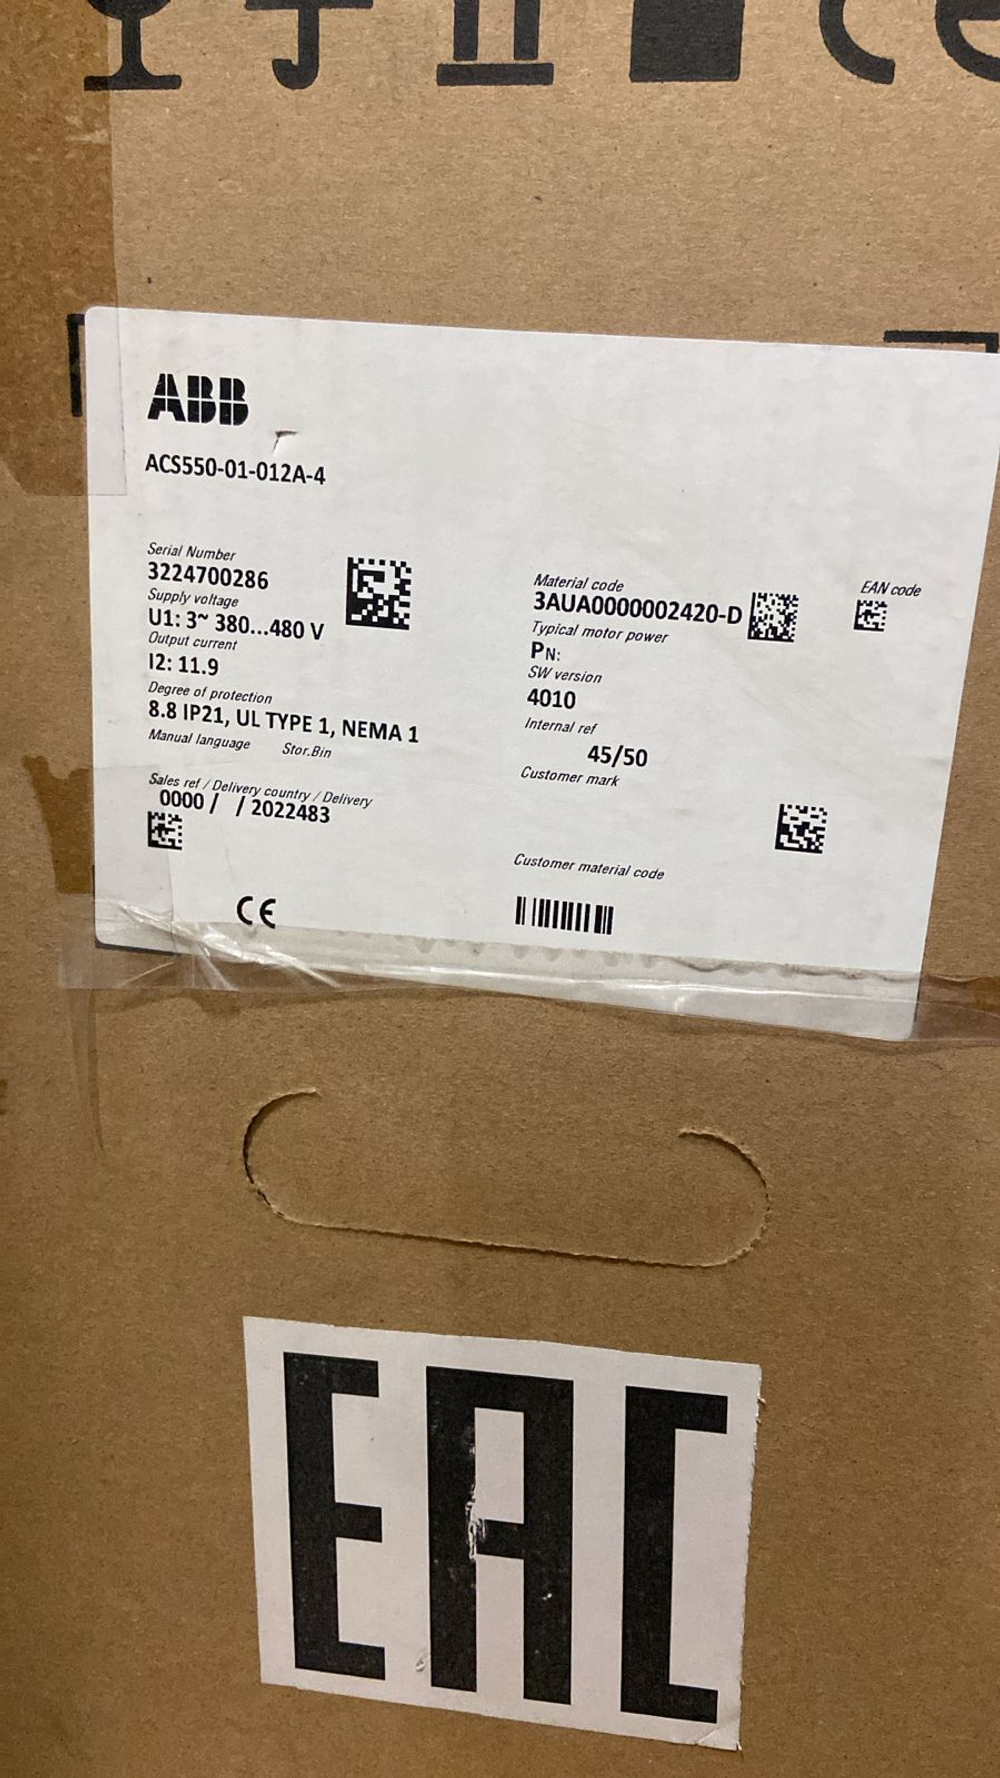 ABB
ACS550-01-012A-4
Serial Number
3224700286
Supply voltage
U1: 3~ 380...480 V
Output current
I2: 11.9
Degree of protection
8.8 IP21, UL TYPE 1, NEMA 1
Manual language Stor.Bin
Sales ref / Delivery country / Delivery
0000 / / 2022483
CE
Material code
3AUA0000002420-D
Typical motor power
PN:
SW version
4010
Internal ref
45/50
Customer mark
Customer material code
EAN code
EAC